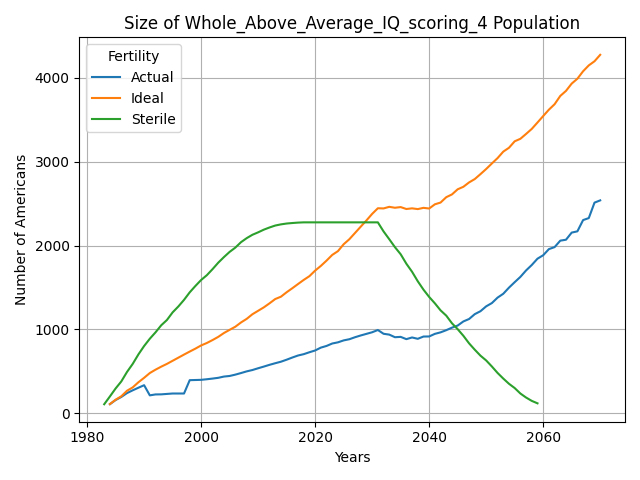 Size of Whole_Above_Average_IQ_scoring_4 Population
Fertility
Actual
Ideal
Sterile
Number of Americans
4000
3000
2000
1000
0
1980
2000
2020
2040
2060
Years